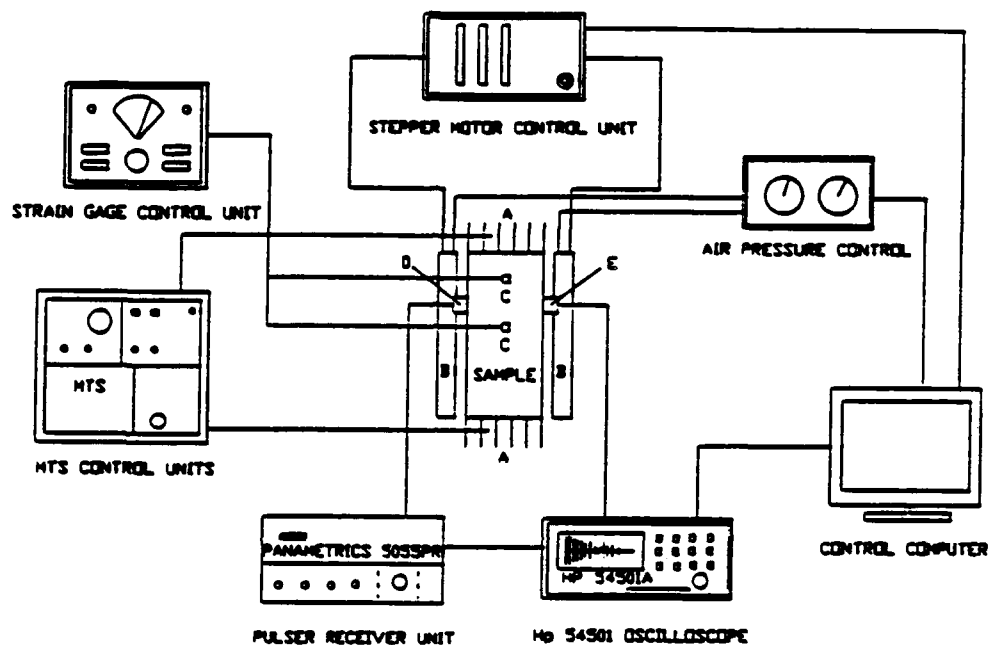 STEPPER MOTOR CONTROL UNIT
STRAIN GAGE CONTROL UNIT
A
AIR PRESSURE CONTROL
D
E
C
C
B
SAMPLE
B
MTS
A
MTS CONTROL UNITS
PANAMETRICS 5055PR
HP 54501A
CONTROL COMPUTER
PULSER RECEIVER UNIT
Hp 54501 OSCILLOSCOPE